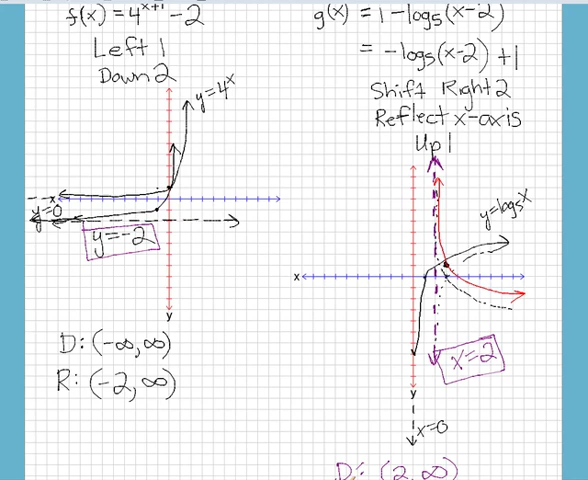 f(x) = 4^(x+1) - 2
Left 1
Down 2
y=4^x
x
y=0
y=-2
y
D: (-∞,∞)
R: (-2,∞)
g(x) = 1-log₅(x-2)
= -log₅(x-2) +1
Shift Right 2
Reflect x-axis
Up 1
y=log₅x
x
x=2
y
x=0
D: (2,∞)